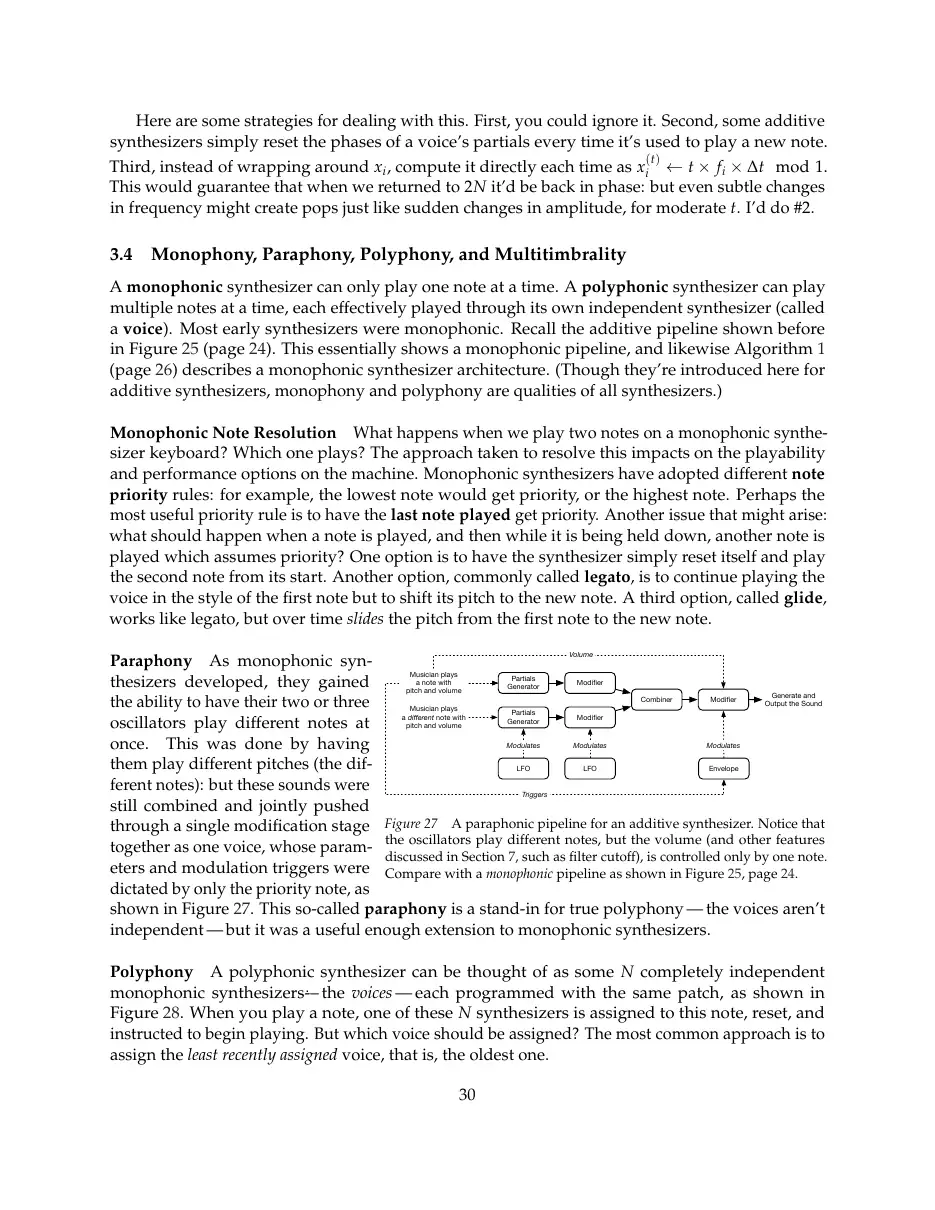 Here are some strategies for dealing with this. First, you could ignore it. Second, some additive
synthesizers simply reset the phases of a voice's partials every time it's used to play a new note.
Third, instead of wrapping around xᵢ, compute it directly each time as xᵢ⁽ᵗ⁾ ← t × fᵢ × Δt mod 1.
This would guarantee that when we returned to 2N it'd be back in phase: but even subtle changes
in frequency might create pops just like sudden changes in amplitude, for moderate t. I'd do #2.
3.4 Monophony, Paraphony, Polyphony, and Multitimbrality
A monophonic synthesizer can only play one note at a time. A polyphonic synthesizer can play
multiple notes at a time, each effectively played through its own independent synthesizer (called
a voice). Most early synthesizers were monophonic. Recall the additive pipeline shown before
in Figure 25 (page 24). This essentially shows a monophonic pipeline, and likewise Algorithm 1
(page 26) describes a monophonic synthesizer architecture. (Though they're introduced here for
additive synthesizers, monophony and polyphony are qualities of all synthesizers.)
Monophonic Note Resolution What happens when we play two notes on a monophonic synthe-
sizer keyboard? Which one plays? The approach taken to resolve this impacts on the playability
and performance options on the machine. Monophonic synthesizers have adopted different note
priority rules: for example, the lowest note would get priority, or the highest note. Perhaps the
most useful priority rule is to have the last note played get priority. Another issue that might arise:
what should happen when a note is played, and then while it is being held down, another note is
played which assumes priority? One option is to have the synthesizer simply reset itself and play
the second note from its start. Another option, commonly called legato, is to continue playing the
voice in the style of the first note but to shift its pitch to the new note. A third option, called glide,
works like legato, but over time slides the pitch from the first note to the new note.
Paraphony As monophonic syn-
thesizers developed, they gained
the ability to have their two or three
oscillators play different notes at
once. This was done by having
them play different pitches (the dif-
ferent notes): but these sounds were
still combined and jointly pushed
through a single modification stage
together as one voice, whose param-
eters and modulation triggers were
dictated by only the priority note, as
Volume
Musician plays
a note with
pitch and volume
Partials
Generator
Modifier
Musician plays
a different note with
pitch and volume
Partials
Generator
Modifier
Combiner
Modifier
Generate and
Output the Sound
Modulates
Modulates
Modulates
LFO
LFO
Envelope
Triggers
Figure 27 A paraphonic pipeline for an additive synthesizer. Notice that
the oscillators play different notes, but the volume (and other features
discussed in Section 7, such as filter cutoff), is controlled only by one note.
Compare with a monophonic pipeline as shown in Figure 25, page 24.
shown in Figure 27. This so-called paraphony is a stand-in for true polyphony — the voices aren't
independent — but it was a useful enough extension to monophonic synthesizers.
Polyphony A polyphonic synthesizer can be thought of as some N completely independent
monophonic synthesizers — the voices — each programmed with the same patch, as shown in
Figure 28. When you play a note, one of these N synthesizers is assigned to this note, reset, and
instructed to begin playing. But which voice should be assigned? The most common approach is to
assign the least recently assigned voice, that is, the oldest one.
30